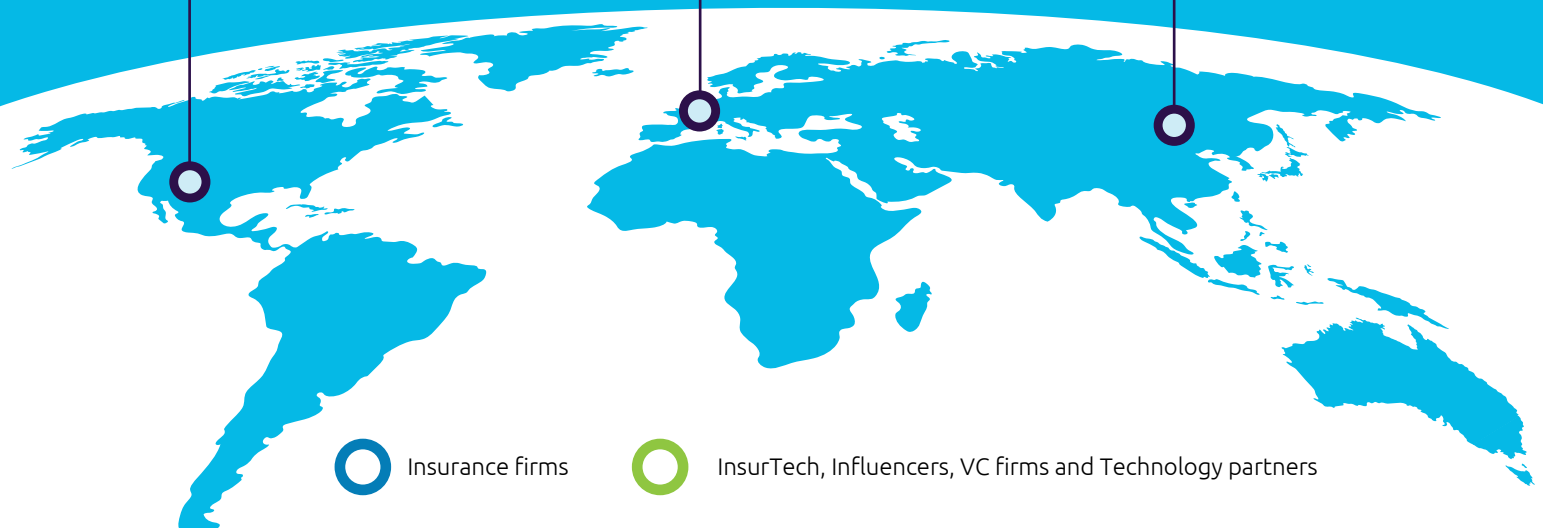 Insurance firms
InsurTech, Influencers, VC firms and Technology partners